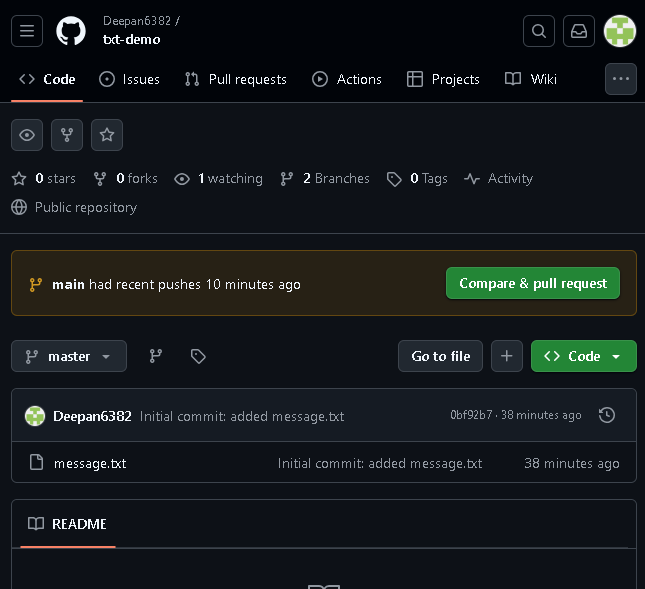 Deepan6382 /
txt-demo
Code Issues Pull requests Actions Projects Wiki ...
0 stars 0 forks 1 watching 2 Branches 0 Tags Activity
Public repository
main had recent pushes 10 minutes ago Compare & pull request
master Go to file Code
Deepan6382 Initial commit: added message.txt 0bf92b7 · 38 minutes ago
message.txt Initial commit: added message.txt 38 minutes ago
README